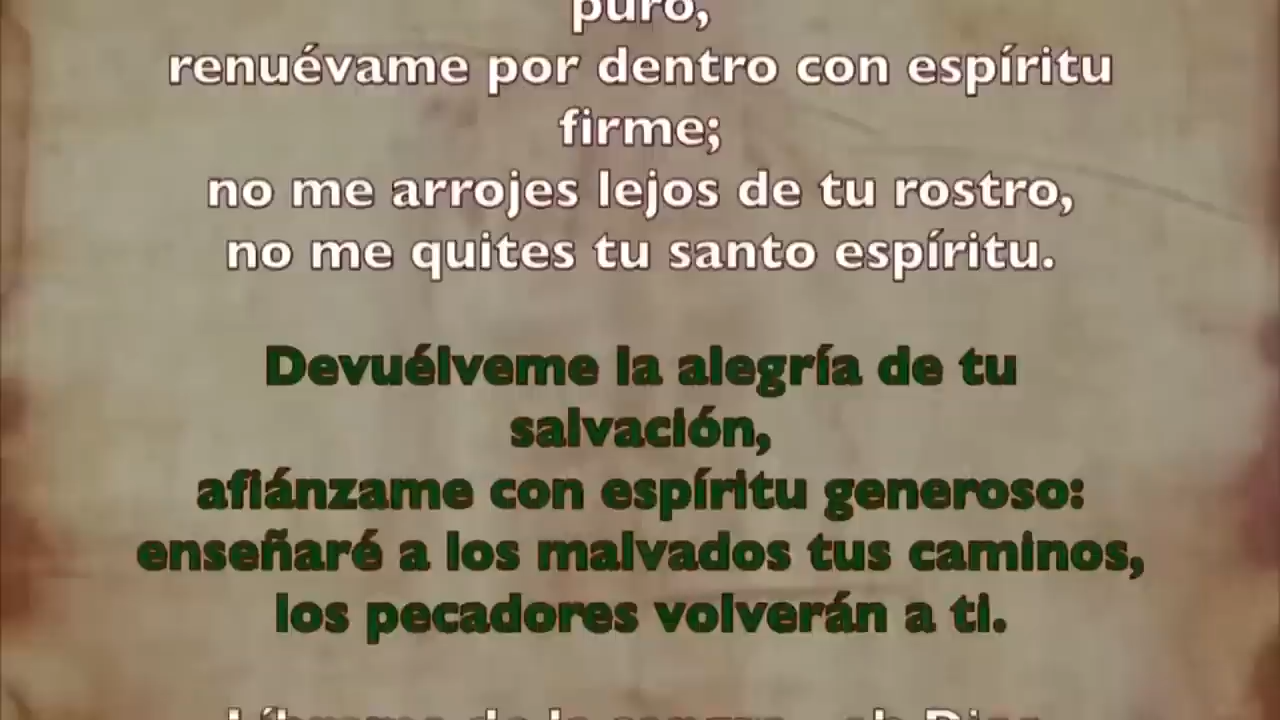 puro,
renuévame por dentro con espíritu
firme;
no me arrojes lejos de tu rostro,
no me quites tu santo espíritu.
Devuélveme la alegría de tu
salvación,
afiánzame con espíritu generoso:
enseñaré a los malvados tus caminos,
los pecadores volverán a ti.